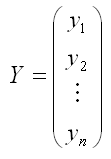 y₁
y₂
Y =
⋮
yₙ